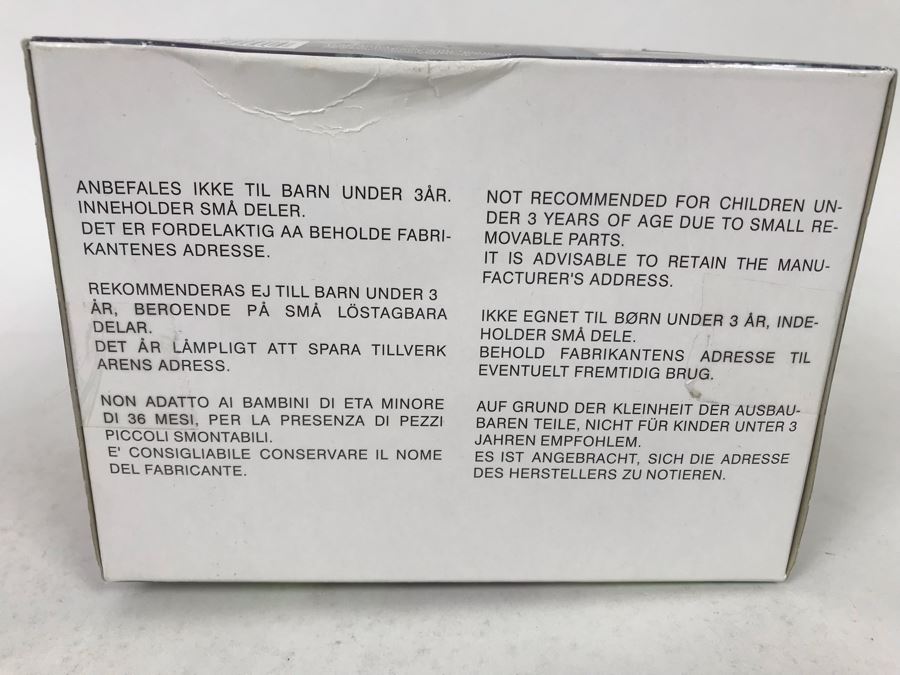 ANBEFALES IKKE TIL BARN UNDER 3ÅR.
INNEHOLDER SMÅ DELER.
DET ER FORDELAKTIG AA BEHOLDE FABRI-
KANTENES ADRESSE.
REKOMMENDERAS EJ TILL BARN UNDER 3
ÅR, BEROENDE PÅ SMÅ LÖSTAGBARA
DELAR.
DET ÅR LÅMPLIGT ATT SPARA TILLVERK
ARENS ADRESS.
NON ADATTO AI BAMBINI DI ETA MINORE
DI 36 MESI, PER LA PRESENZA DI PEZZI
PICCOLI SMONTABILI.
E' CONSIGLIABILE CONSERVARE IL NOME
DEL FABRICANTE.
NOT RECOMMENDED FOR CHILDREN UN-
DER 3 YEARS OF AGE DUE TO SMALL RE-
MOVABLE PARTS.
IT IS ADVISABLE TO RETAIN THE MANU-
FACTURER'S ADDRESS.
IKKE EGNET TIL BØRN UNDER 3 ÅR, INDE-
HOLDER SMÅ DELE.
BEHOLD FABRIKANTENS ADRESSE TIL
EVENTUELT FREMTIDIG BRUG.
AUF GRUND DER KLEINHEIT DER AUSBAU-
BAREN TEILE, NICHT FÜR KINDER UNTER 3
JAHREN EMPFOHLEM.
ES IST ANGEBRACHT, SICH DIE ADRESSE
DES HERSTELLERS ZU NOTIEREN.